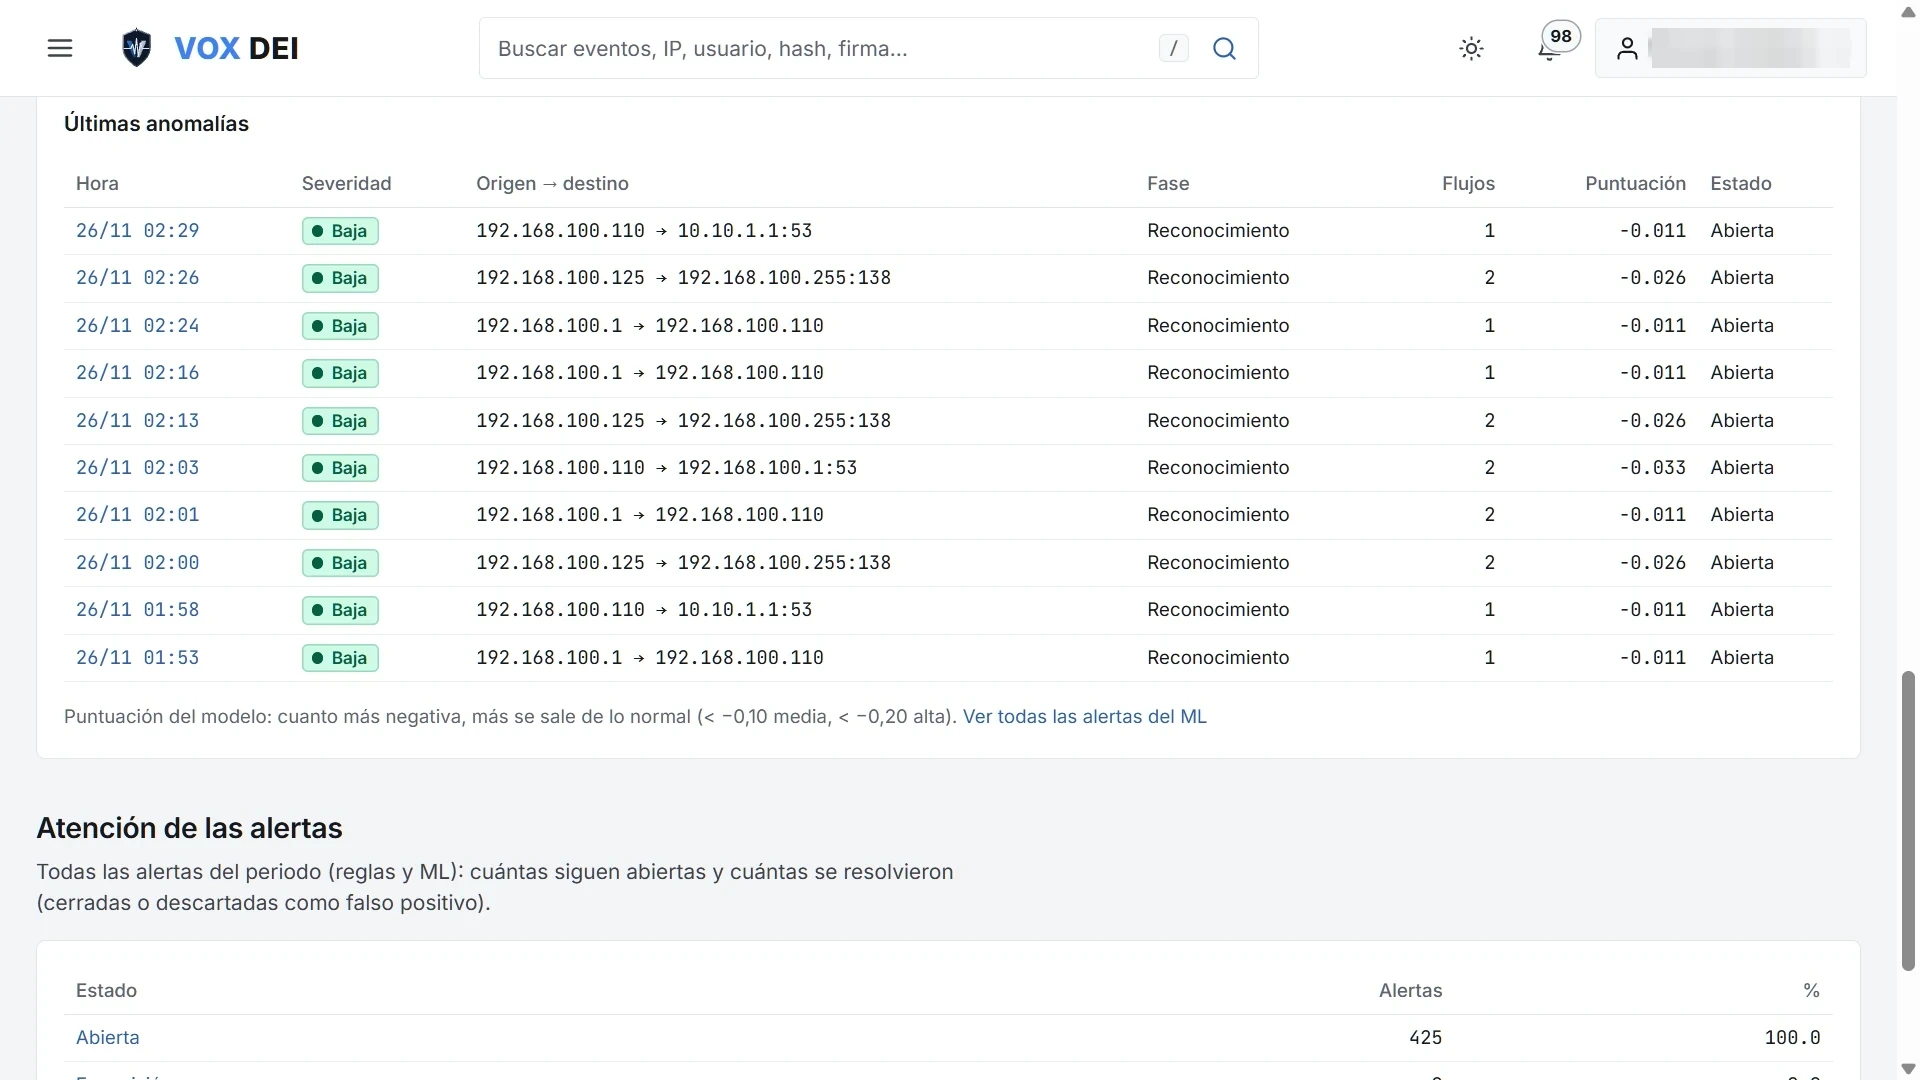 VOX DEI
Buscar eventos, IP, usuario, hash, firma... /
98
Últimas anomalías
Hora Severidad Origen → destino Fase Flujos Puntuación Estado
26/11 02:29 Baja 192.168.100.110 → 10.10.1.1:53 Reconocimiento 1 -0.011 Abierta
26/11 02:26 Baja 192.168.100.125 → 192.168.100.255:138 Reconocimiento 2 -0.026 Abierta
26/11 02:24 Baja 192.168.100.1 → 192.168.100.110 Reconocimiento 1 -0.011 Abierta
26/11 02:16 Baja 192.168.100.1 → 192.168.100.110 Reconocimiento 1 -0.011 Abierta
26/11 02:13 Baja 192.168.100.125 → 192.168.100.255:138 Reconocimiento 2 -0.026 Abierta
26/11 02:03 Baja 192.168.100.110 → 192.168.100.1:53 Reconocimiento 2 -0.033 Abierta
26/11 02:01 Baja 192.168.100.1 → 192.168.100.110 Reconocimiento 2 -0.011 Abierta
26/11 02:00 Baja 192.168.100.125 → 192.168.100.255:138 Reconocimiento 2 -0.026 Abierta
26/11 01:58 Baja 192.168.100.110 → 10.10.1.1:53 Reconocimiento 1 -0.011 Abierta
26/11 01:53 Baja 192.168.100.1 → 192.168.100.110 Reconocimiento 1 -0.011 Abierta
Puntuación del modelo: cuanto más negativa, más se sale de lo normal (< −0,10 media, < −0,20 alta). Ver todas las alertas del ML
Atención de las alertas
Todas las alertas del periodo (reglas y ML): cuántas siguen abiertas y cuántas se resolvieron
(cerradas o descartadas como falso positivo).
Estado Alertas %
Abierta 425 100.0